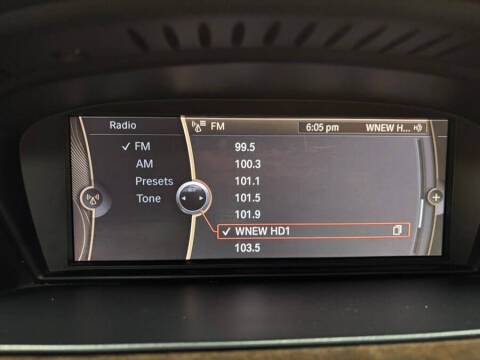 Radio
FM
AM
Presets
Tone
FM
6:05 pm
WNEW H...
99.5
100.3
101.1
101.5
101.9
WNEW HD1
103.5